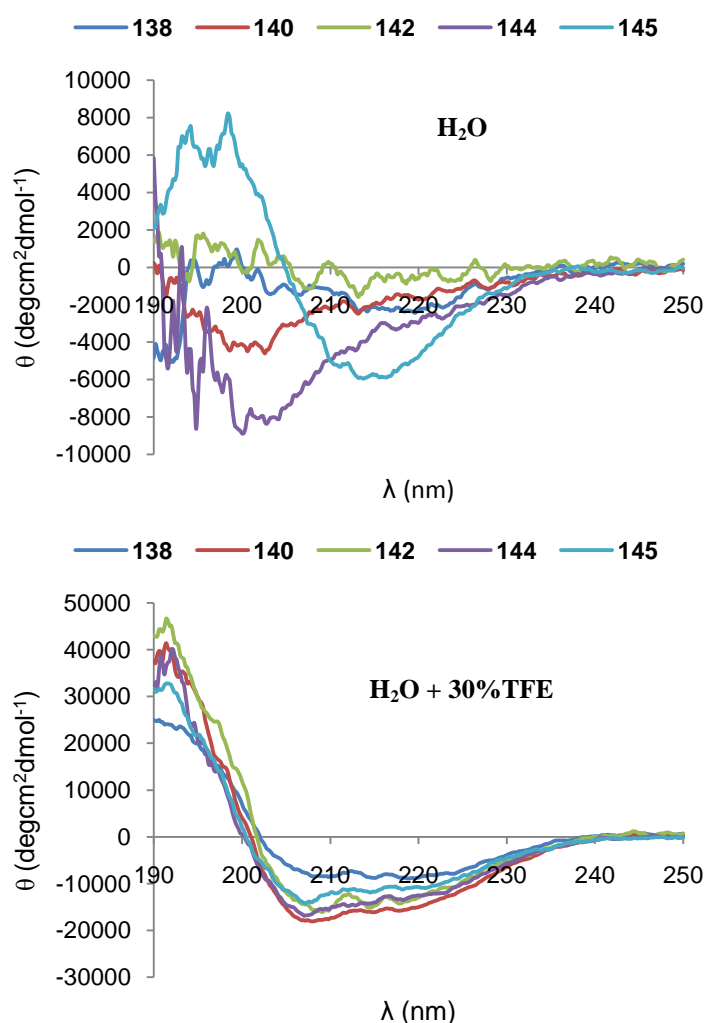 138 140 142 144 145
10000
8000
6000
4000
2000
0
-2000
-4000
-6000
-8000
-10000
190 200 210 220 230 240 250
H₂O
θ (degcm²dmol⁻¹)
λ (nm)
138 140 142 144 145
50000
40000
30000
20000
10000
0
-10000
-20000
-30000
190 200 210 220 230 240 250
H₂O + 30%TFE
θ (degcm²dmol⁻¹)
λ (nm)